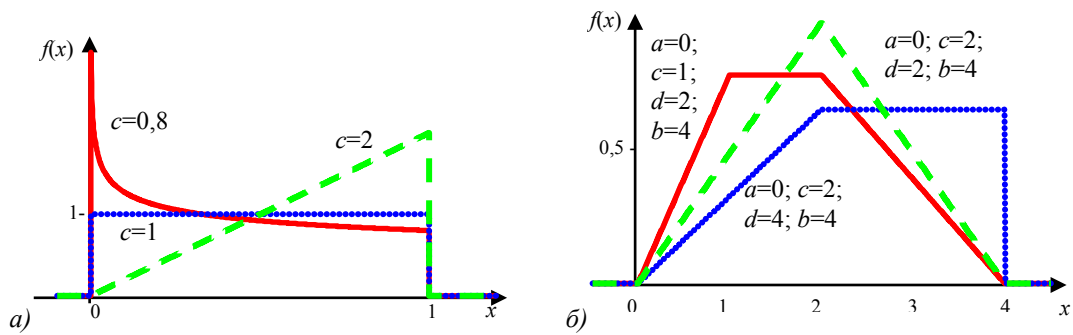 f(x)
c=0,8
c=2
1-
c=1
0
1
x
а)
f(x)
a=0;
c=1;
d=2;
b=4
a=0; c=2;
d=2; b=4
0,5
a=0; c=2;
d=4; b=4
0
1
2
3
4
x
б)